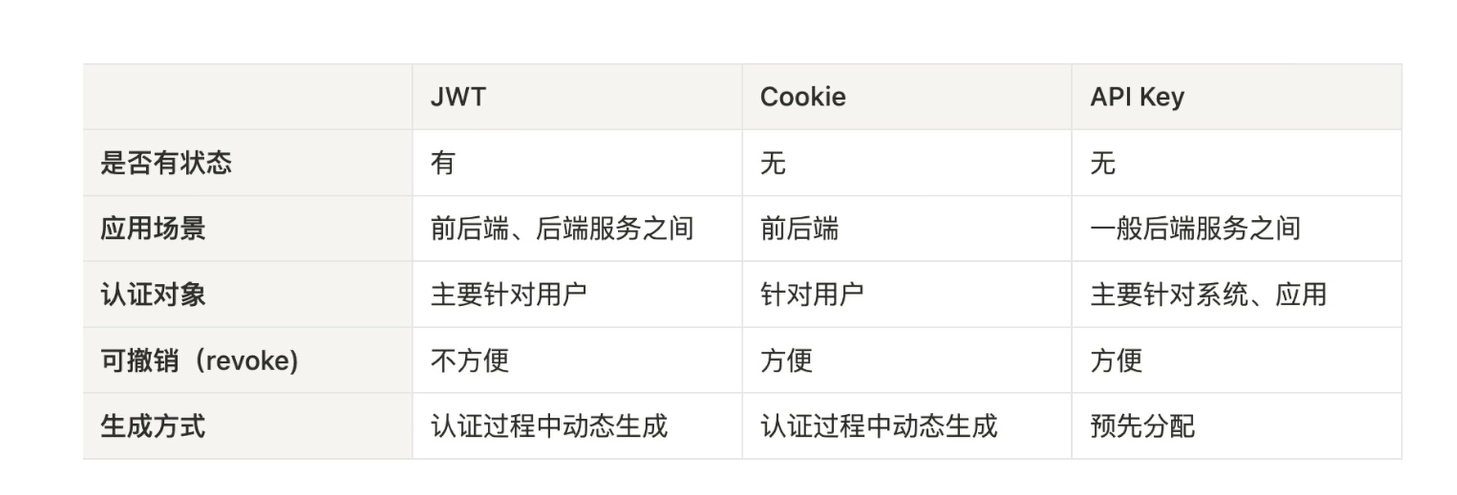 JWT Cookie API Key
是否有状态 有 无 无
应用场景 前后端、后端服务之间 前后端 一般后端服务之间
认证对象 主要针对用户 针对用户 主要针对系统、应用
可撤销（revoke) 不方便 方便 方便
生成方式 认证过程中动态生成 认证过程中动态生成 预先分配